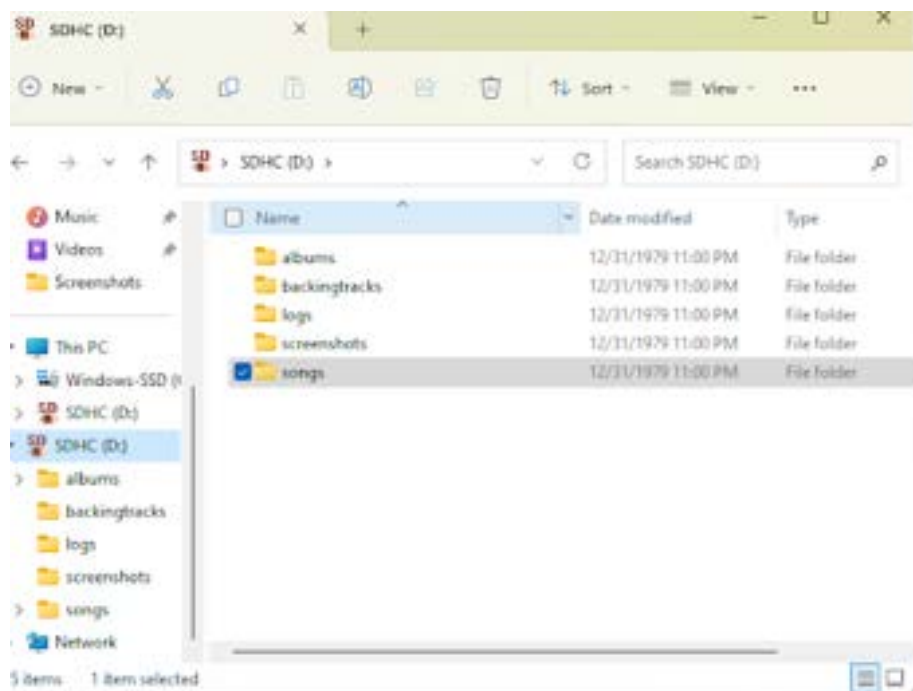 SDHC (D:)
New
Sort
View
SDHC (D:)
Search SDHC (D:)
Music
Videos
Screenshots
This PC
Windows-SSD (
SDHC (D:)
SDHC (D:)
albums
backingtracks
logs
screenshots
songs
Network
Name Date modified Type
albums 12/31/1979 11:00 PM File folder
backingtracks 12/31/1979 11:00 PM File folder
logs 12/31/1979 11:00 PM File folder
screenshots 12/31/1979 11:00 PM File folder
songs 12/31/1979 11:00 PM File folder
5 items 1 item selected